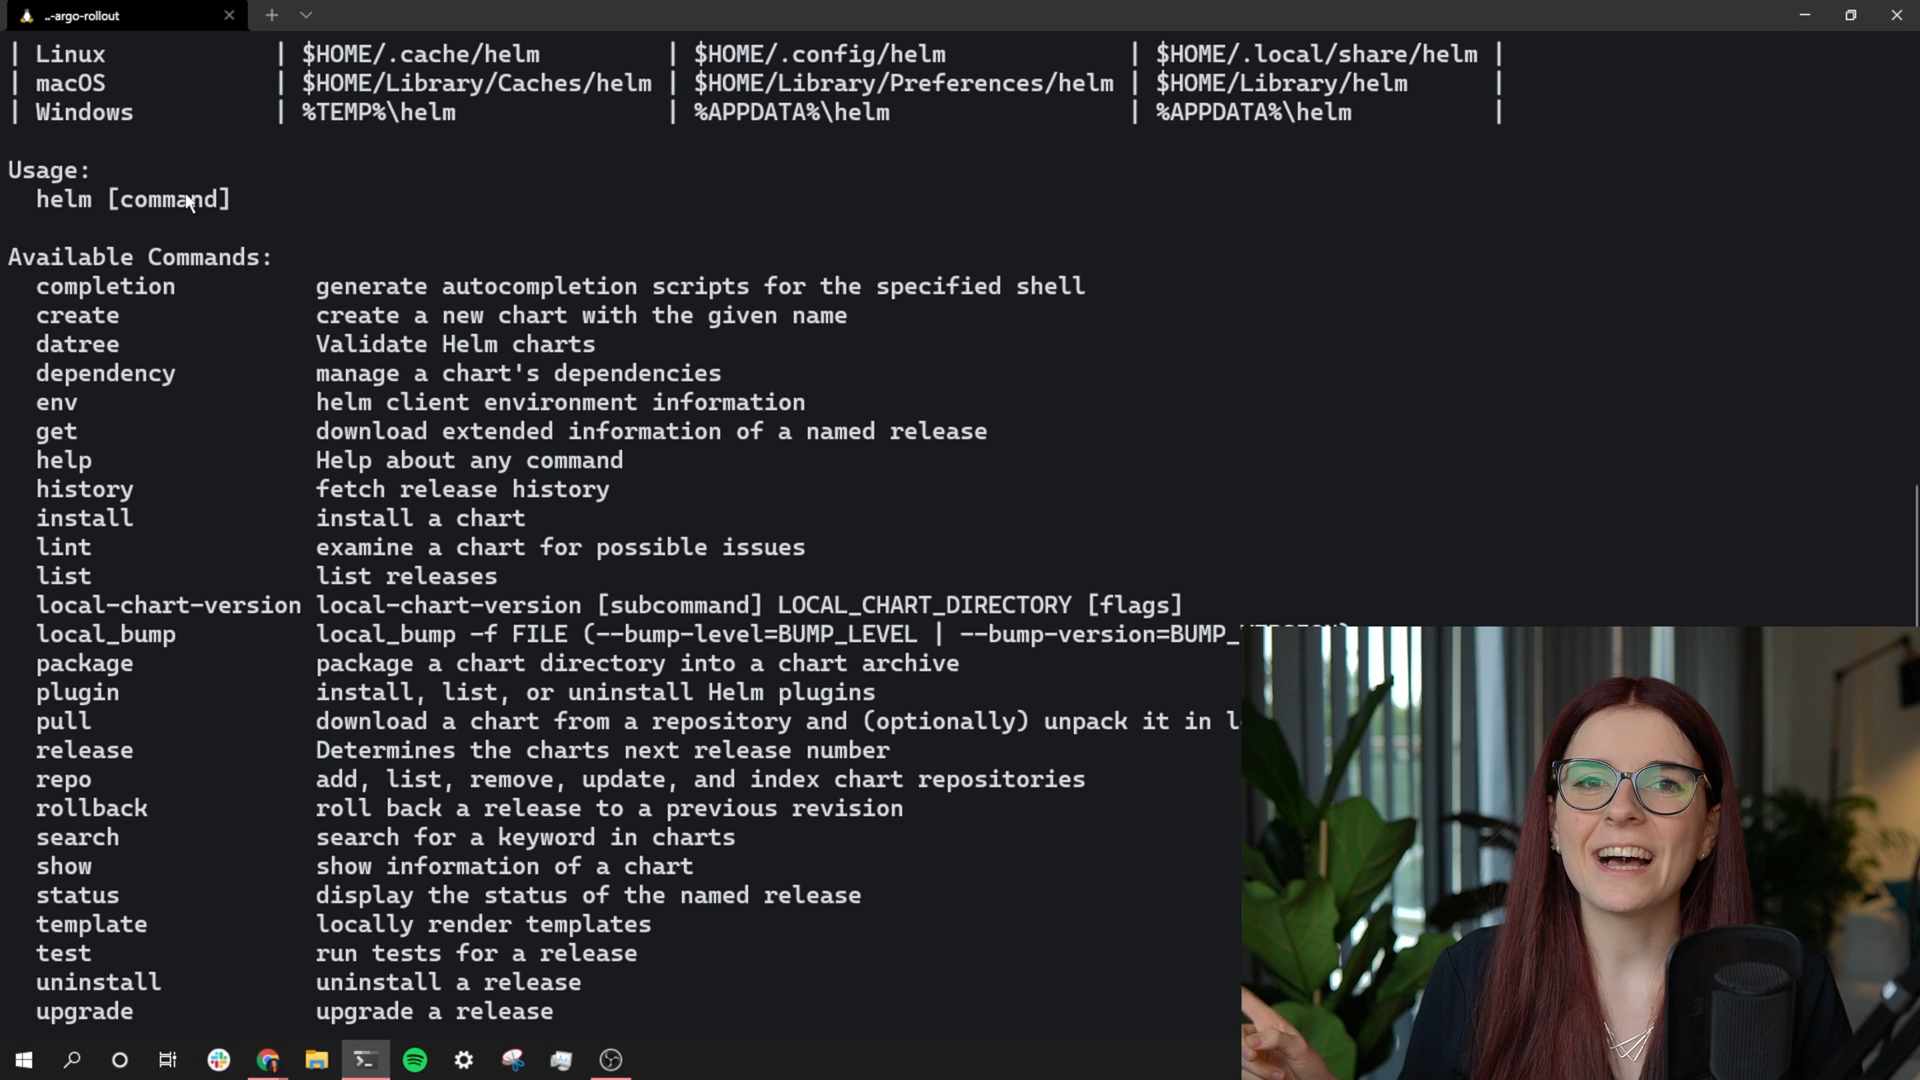 ..-argo-rollout
| Linux | $HOME/.cache/helm | $HOME/.config/helm | $HOME/.local/share/helm |
| macOS | $HOME/Library/Caches/helm | $HOME/Library/Preferences/helm | $HOME/Library/helm |
| Windows | %TEMP%\helm | %APPDATA%\helm | %APPDATA%\helm |
Usage:
helm [command]
Available Commands:
completion generate autocompletion scripts for the specified shell
create create a new chart with the given name
datree Validate Helm charts
dependency manage a chart's dependencies
env helm client environment information
get download extended information of a named release
help Help about any command
history fetch release history
install install a chart
lint examine a chart for possible issues
list list releases
local-chart-version local-chart-version [subcommand] LOCAL_CHART_DIRECTORY [flags]
local_bump local_bump -f FILE (--bump-level=BUMP_LEVEL | --bump-version=BUMP_
package package a chart directory into a chart archive
plugin install, list, or uninstall Helm plugins
pull download a chart from a repository and (optionally) unpack it in
release Determines the charts next release number
repo add, list, remove, update, and index chart repositories
rollback roll back a release to a previous revision
search search for a keyword in charts
show show information of a chart
status display the status of the named release
template locally render templates
test run tests for a release
uninstall uninstall a release
upgrade upgrade a release